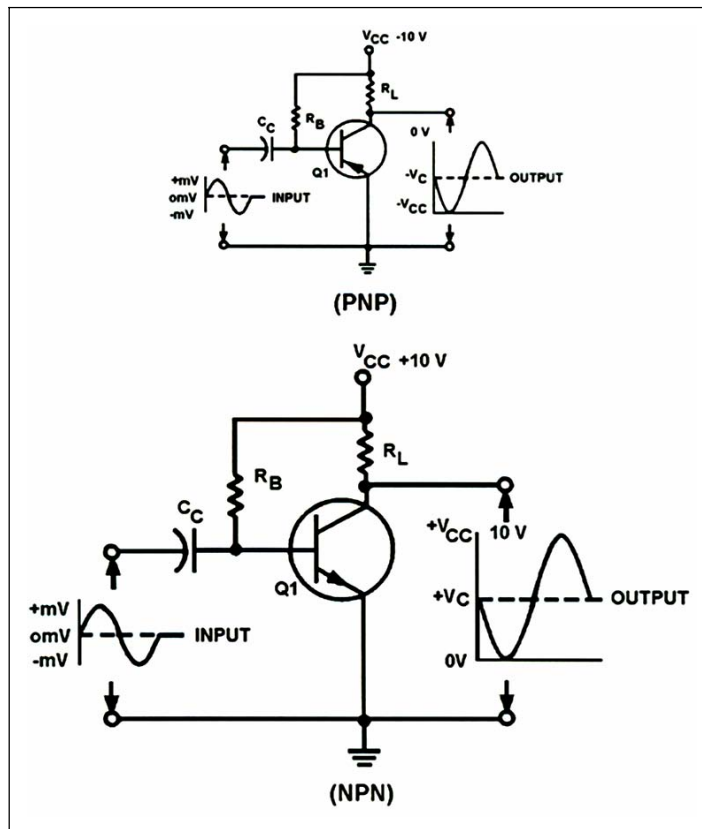 VCC -10 V
RL
RB
CC
Q1
0 V
-VC
-VCC
OUTPUT
+mV
omV
-mV
INPUT
(PNP)
VCC +10 V
RL
RB
CC
Q1
10 V
+VCC
+VC
0V
OUTPUT
+mV
omV
-mV
INPUT
(NPN)